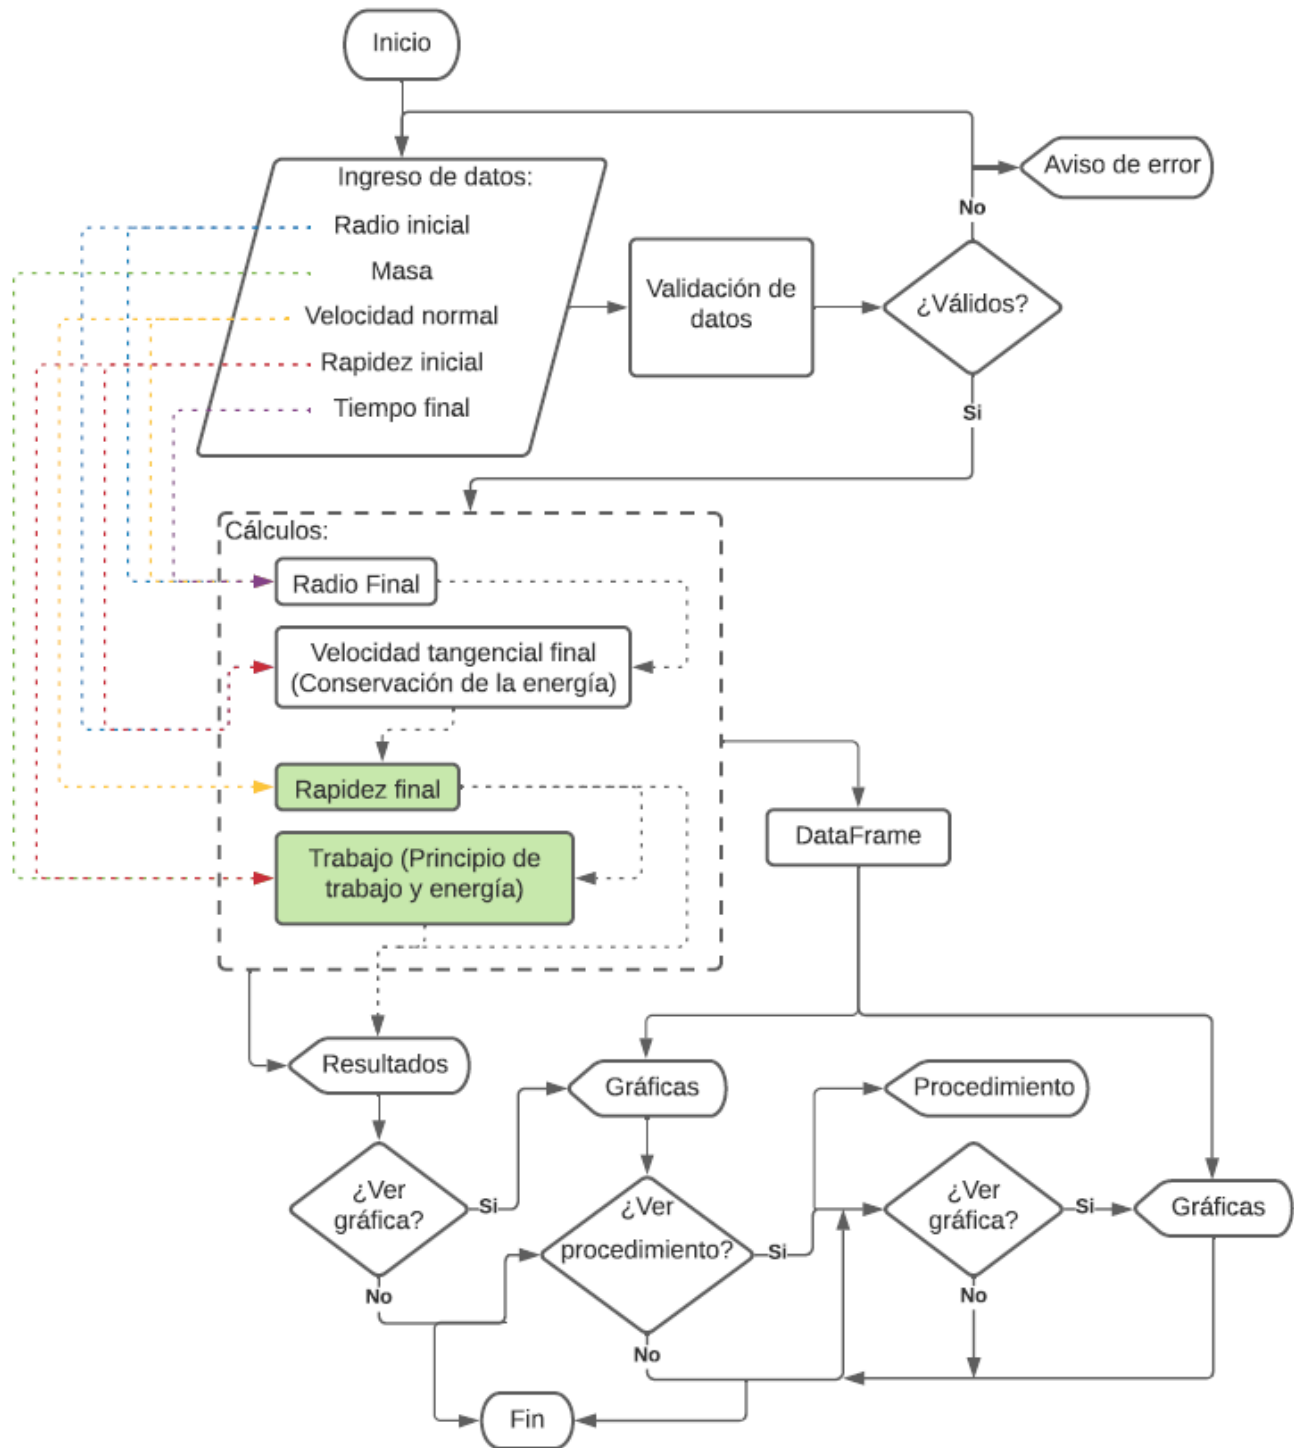 Inicio
Aviso de error
Ingreso de datos:
Radio inicial
Masa
Velocidad normal
Rapidez inicial
Tiempo final
Validación de
datos
No
¿Válidos?
Si
Cálculos:
Radio Final
Velocidad tangencial final
(Conservación de la energía)
Rapidez final
Trabajo (Principio de
trabajo y energía)
DataFrame
Resultados
Gráficas
Procedimiento
¿Ver
gráfica?
Si
No
¿Ver
procedimiento?
Si
No
¿Ver
gráfica?
Si
No
Gráficas
Fin